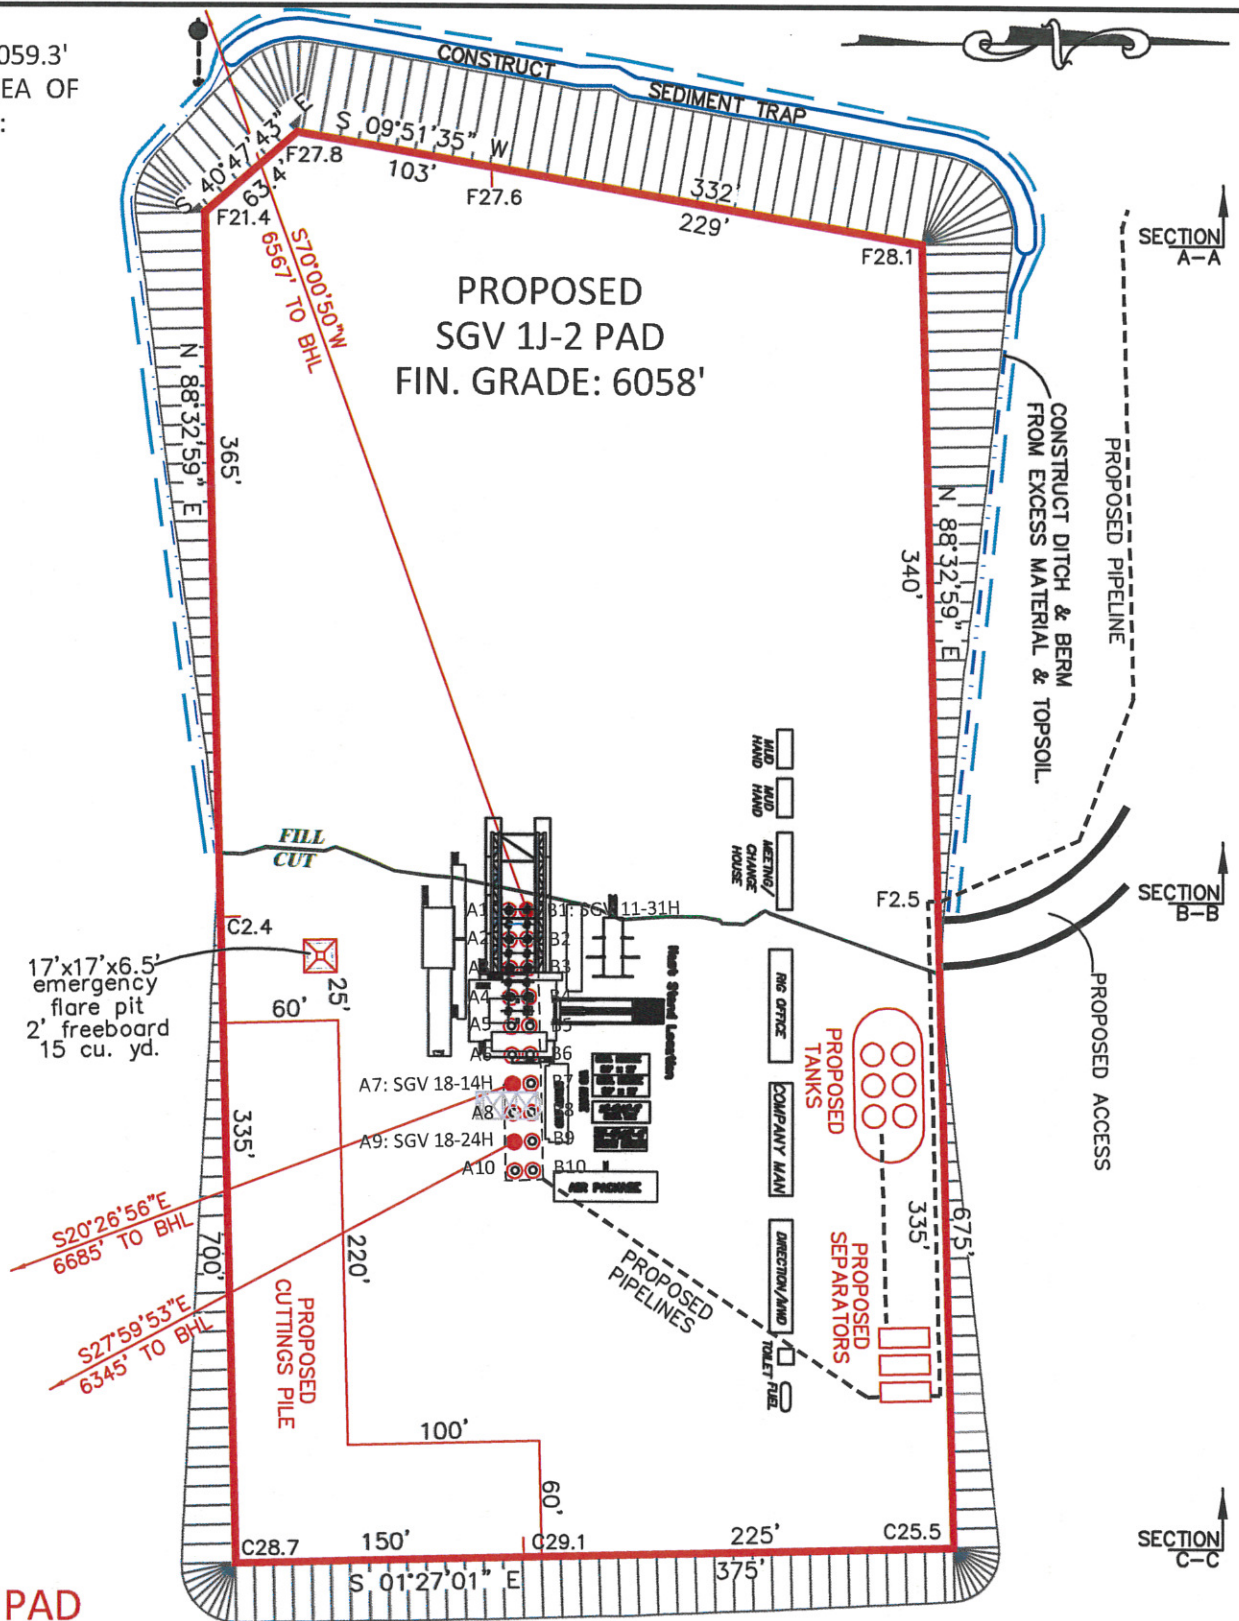 059.3'
EA OF
:
CONSTRUCT
SEDIMENT TRAP
S 40°47'43" E
63.4'
F27.8
S 09°51'35" W
103'
F27.6
332'
229'
F21.4
F28.1
SECTION
A-A
S70°00'50"W
6567' TO BHL
PROPOSED
SGV 1J-2 PAD
FIN. GRADE: 6058'
N 88°32'59" E
365'
N 88°32'59" E
340'
CONSTRUCT DITCH & BERM
FROM EXCESS MATERIAL & TOPSOIL.
PROPOSED PIPELINE
MUD
HAND
MUD
HAND
MEETING/
CHANGE
HOUSE
FILL
CUT
F2.5
SECTION
B-B
C2.4
A1
B1: SGV 11-31H
A2
B2
B3
A4
B4
A5
B5
A6
B6
A7: SGV 18-14H
B7
A8
A9: SGV 18-24H
B9
A10
B10
17'x17'x6.5'
emergency
flare pit
2' freeboard
15 cu. yd.
25'
60'
RIG OFFICE
PROPOSED
TANKS
PROPOSED ACCESS
COMPANY MAN
AIR PACKAGE
335'
700'
S20°26'56"E
6685' TO BHL
S27°59'53"E
6345' TO BHL
220'
PROPOSED
CUTTINGS PILE
PROPOSED
PIPELINES
DIRECTION/MWD
PROPOSED
SEPARATORS
335'
675'
TOILET
FUEL
100'
60'
C28.7
150'
C29.1
225'
C25.5
S 01°27'01" E
375'
SECTION
C-C
PAD